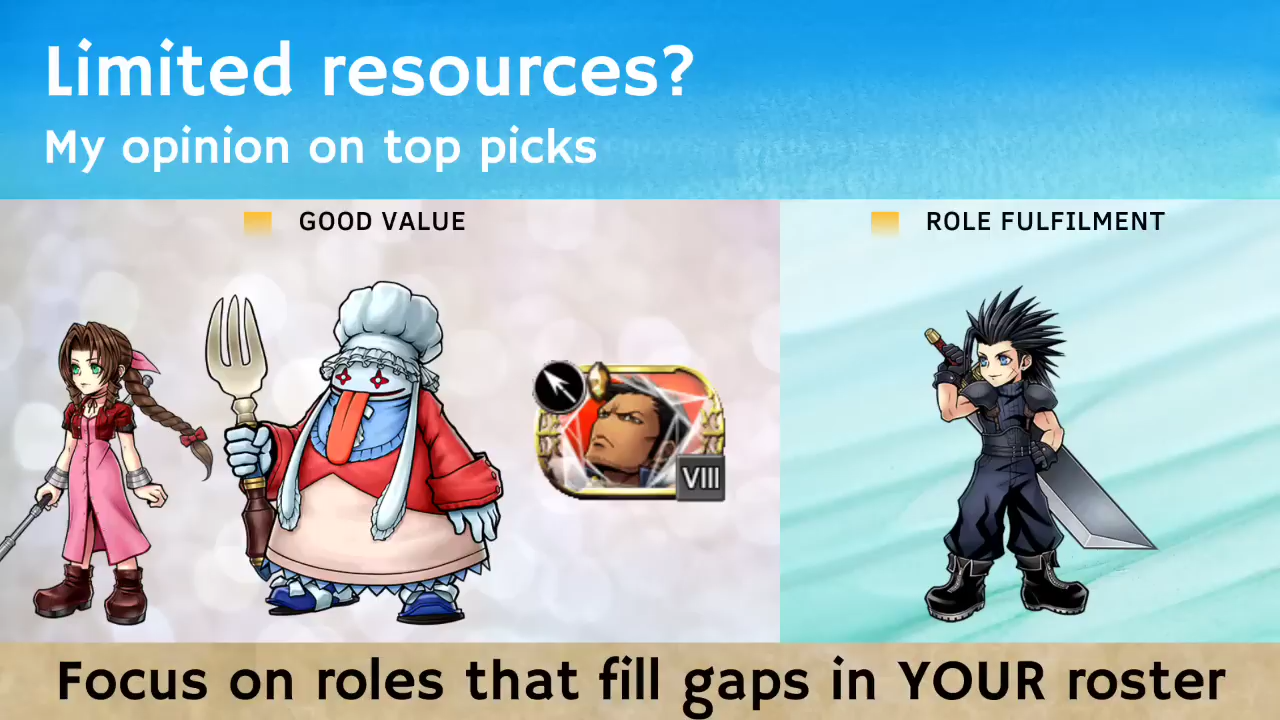 Limited resources?
My opinion on top picks
GOOD VALUE
ROLE FULFILMENT
VIII
Focus on roles that fill gaps in YOUR roster